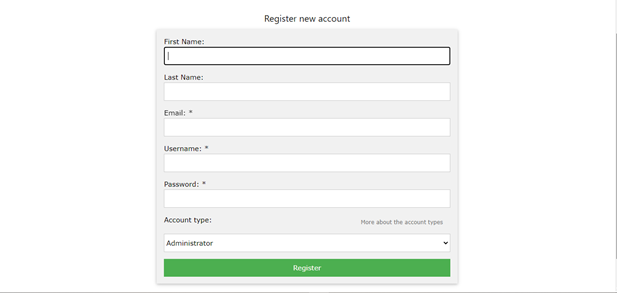 Register new account
First Name:
Last Name:
Email: *
Username: *
Password: *
Account type:
More about the account types
Administrator
Register